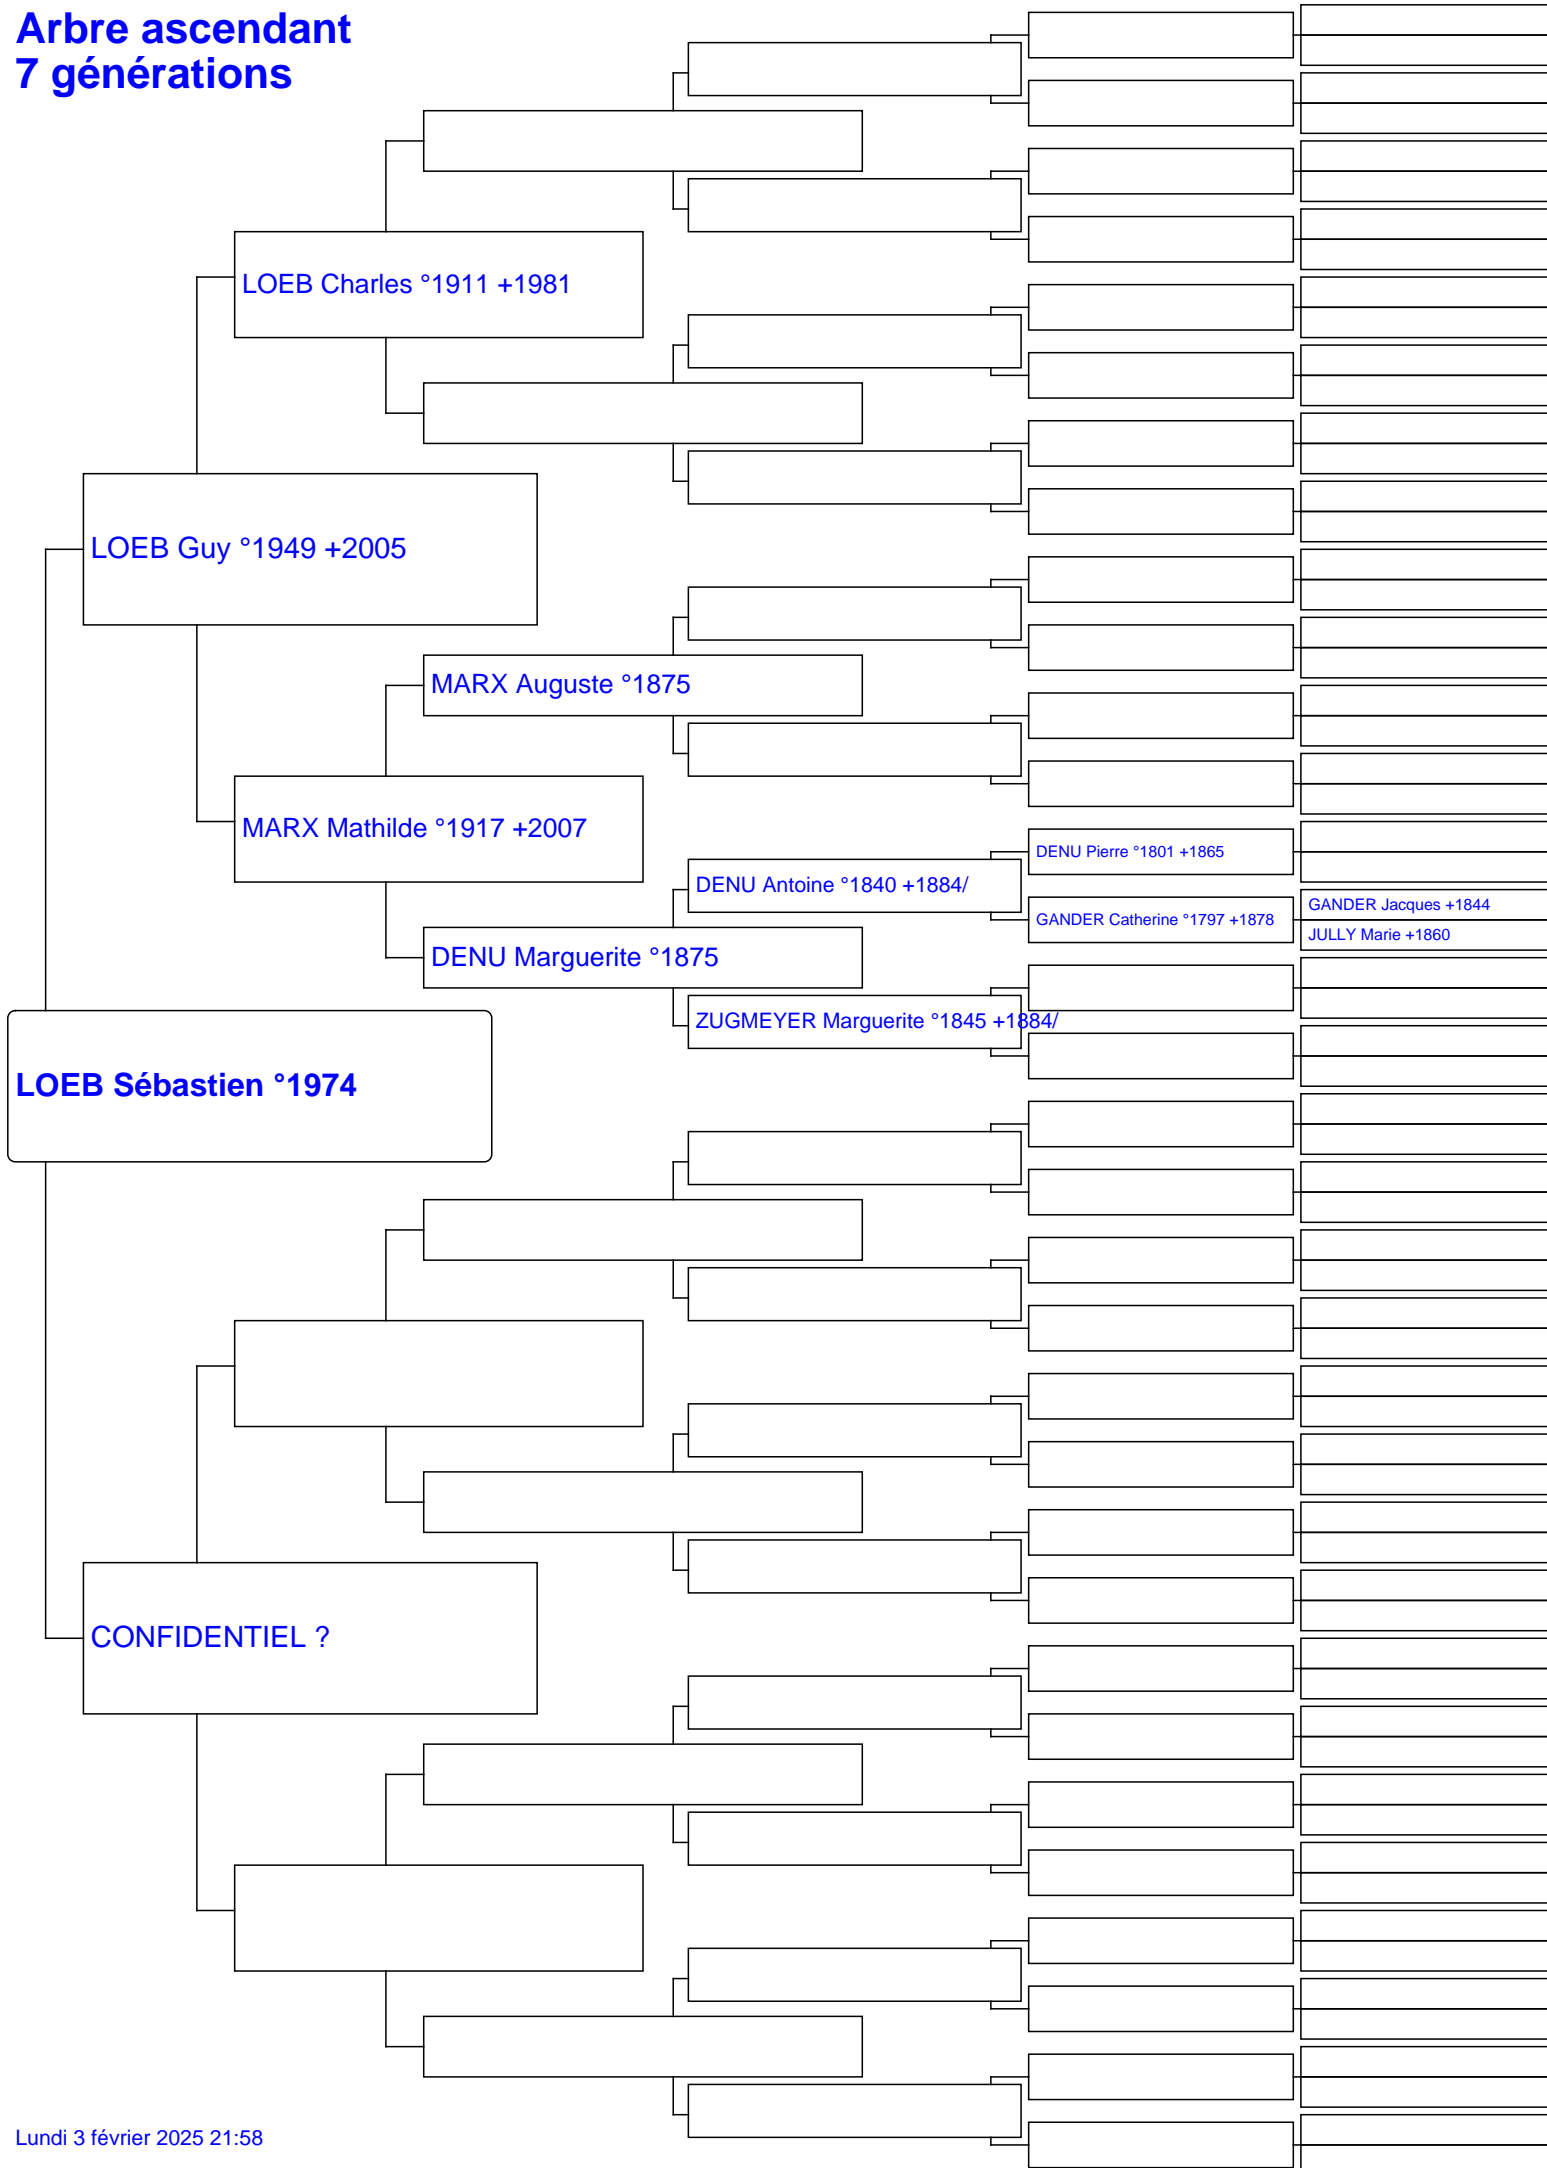 Arbre ascendant
7 générations
LOEB Charles °1911 +1981
LOEB Guy °1949 +2005
MARX Auguste °1875
MARX Mathilde °1917 +2007
DENU Pierre °1801 +1865
DENU Antoine °1840 +1884/
GANDER Jacques +1844
GANDER Catherine °1797 +1878
JULLY Marie +1860
DENU Marguerite °1875
ZUGMEYER Marguerite °1845 +1884/
LOEB Sébastien °1974
CONFIDENTIEL ?
Lundi 3 février 2025 21:58